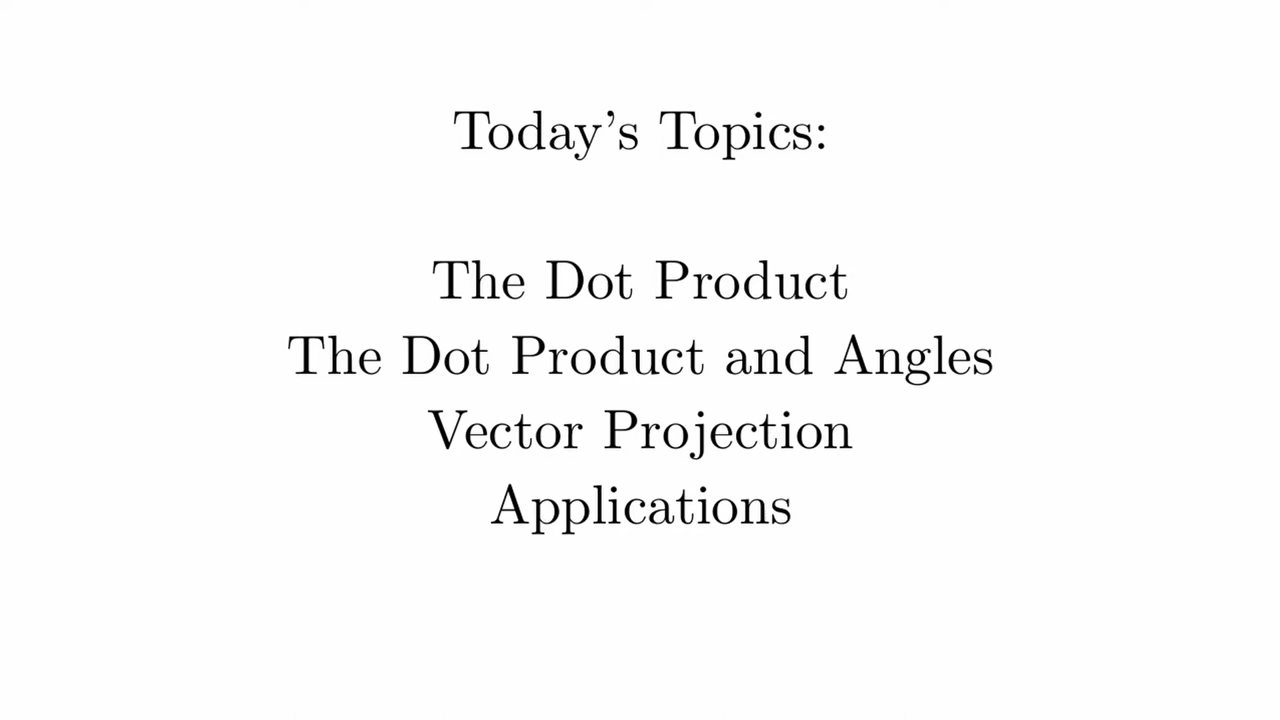 Today’s Topics:
The Dot Product
The Dot Product and Angles
Vector Projection
Applications